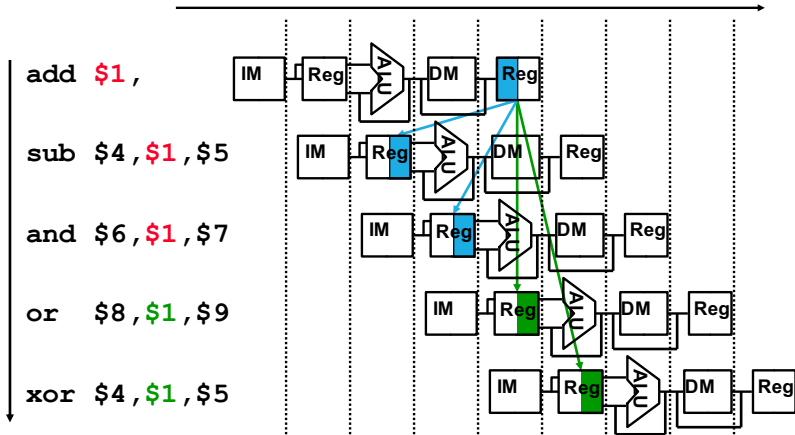 add $1, IM Reg ALU DM Reg
sub $4,$1,$5 IM Reg ALU DM Reg
and $6,$1,$7 IM Reg ALU DM Reg
or $8,$1,$9 IM Reg ALU DM Reg
xor $4,$1,$5 IM Reg ALU DM Reg